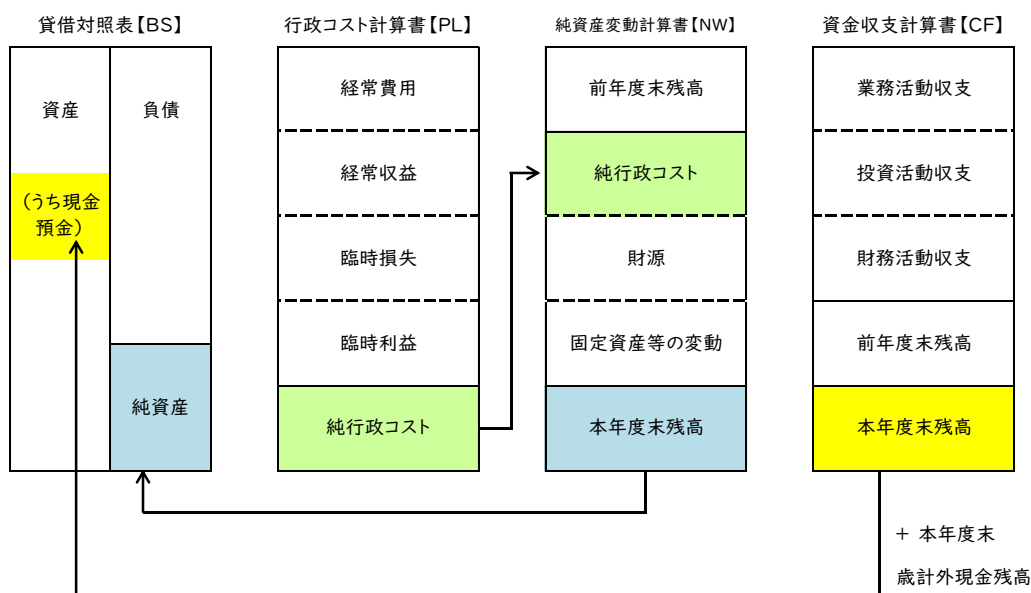 貸借対照表【BS】
資産
負債
（うち現金
預金）
純資産
行政コスト計算書【PL】
経常費用
経常収益
臨時損失
臨時利益
純行政コスト
純資産変動計算書【NW】
前年度末残高
純行政コスト
財源
固定資産等の変動
本年度末残高
資金収支計算書【CF】
業務活動収支
投資活動収支
財務活動収支
前年度末残高
本年度末残高
＋ 本年度末
歳計外現金残高